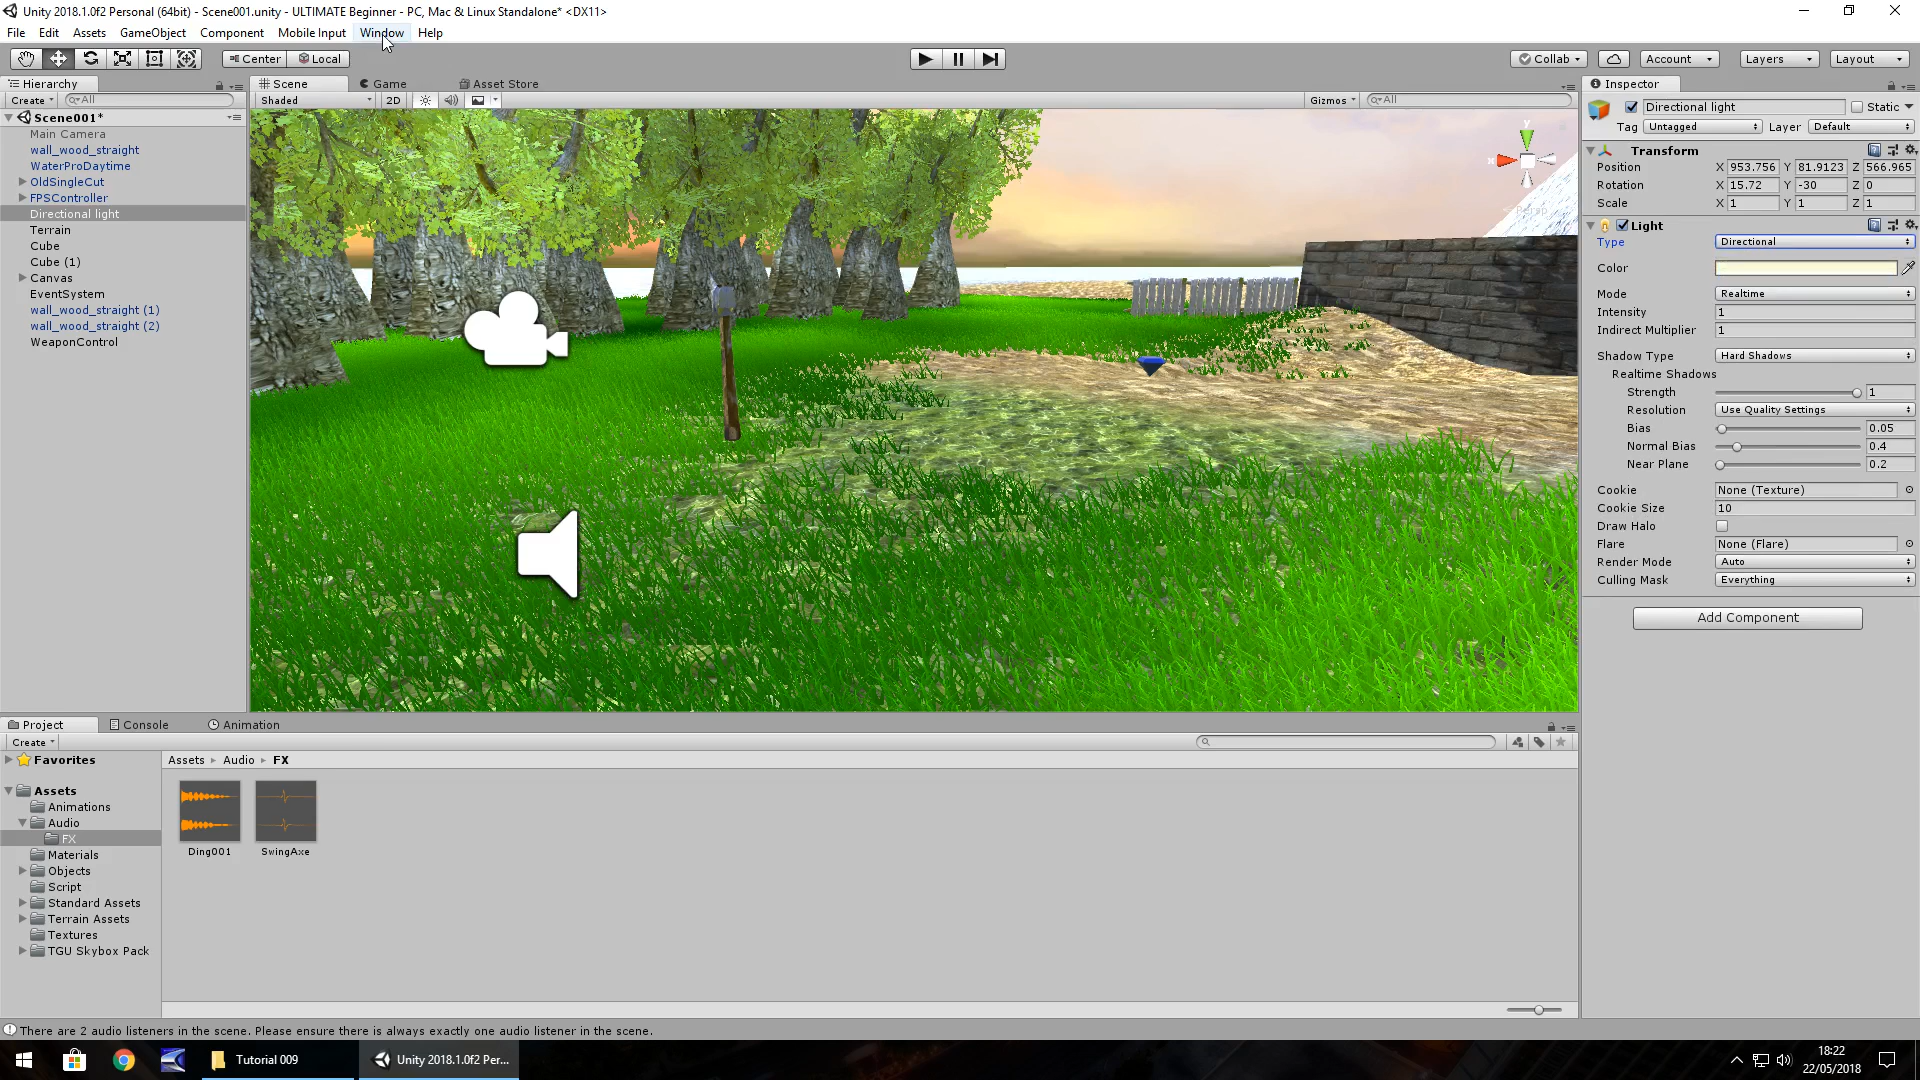 Unity 2018.1.0f2 Personal (64bit) - Scene001.unity - ULTIMATE Beginner - PC, Mac & Linux Standalone* <DX11>
File Edit Assets GameObject Component Mobile Input Window Help
Center Local Collab Account Layers Layout
Hierarchy
Create All
Scene001*
Main Camera
wall_wood_straight
WaterProDaytime
OldSingleCut
FPSController
Directional light
Terrain
Cube
Cube (1)
Canvas
EventSystem
wall_wood_straight (1)
wall_wood_straight (2)
WeaponControl
Scene Game Asset Store
Shaded 2D Gizmos All
y
x
Persp
Inspector
Directional light Static
Tag Untagged Layer Default
Transform
Position X 953.756 Y 81.9123 Z 566.965
Rotation X 15.72 Y -30 Z 0
Scale X 1 Y 1 Z 1
Light
Type Directional
Color
Mode Realtime
Intensity 1
Indirect Multiplier 1
Shadow Type Hard Shadows
Realtime Shadows
Strength 1
Resolution Use Quality Settings
Bias 0.05
Normal Bias 0.4
Near Plane 0.2
Cookie None (Texture)
Cookie Size 10
Draw Halo
Flare None (Flare)
Render Mode Auto
Culling Mask Everything
Add Component
Project Console Animation
Create
Favorites
Assets
Animations
Audio
FX
Materials
Objects
Script
Standard Assets
Terrain Assets
Textures
TGU Skybox Pack
Assets Audio FX
Ding001 SwingAxe
There are 2 audio listeners in the scene. Please ensure there is always exactly one audio listener in the scene.
Tutorial 009 Unity 2018.1.0f2 Per...
18:22
22/05/2018